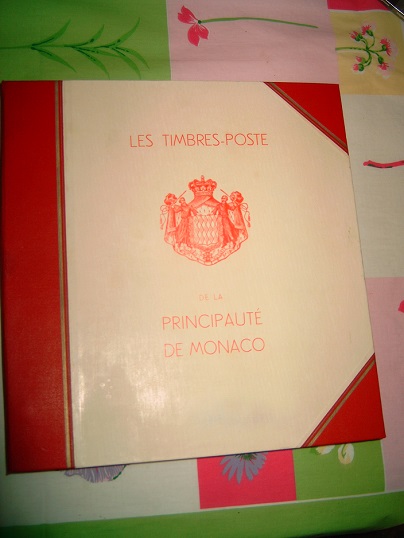 LES TIMBRES-POSTE
DE LA
PRINCIPAUTÉ
DE MONACO